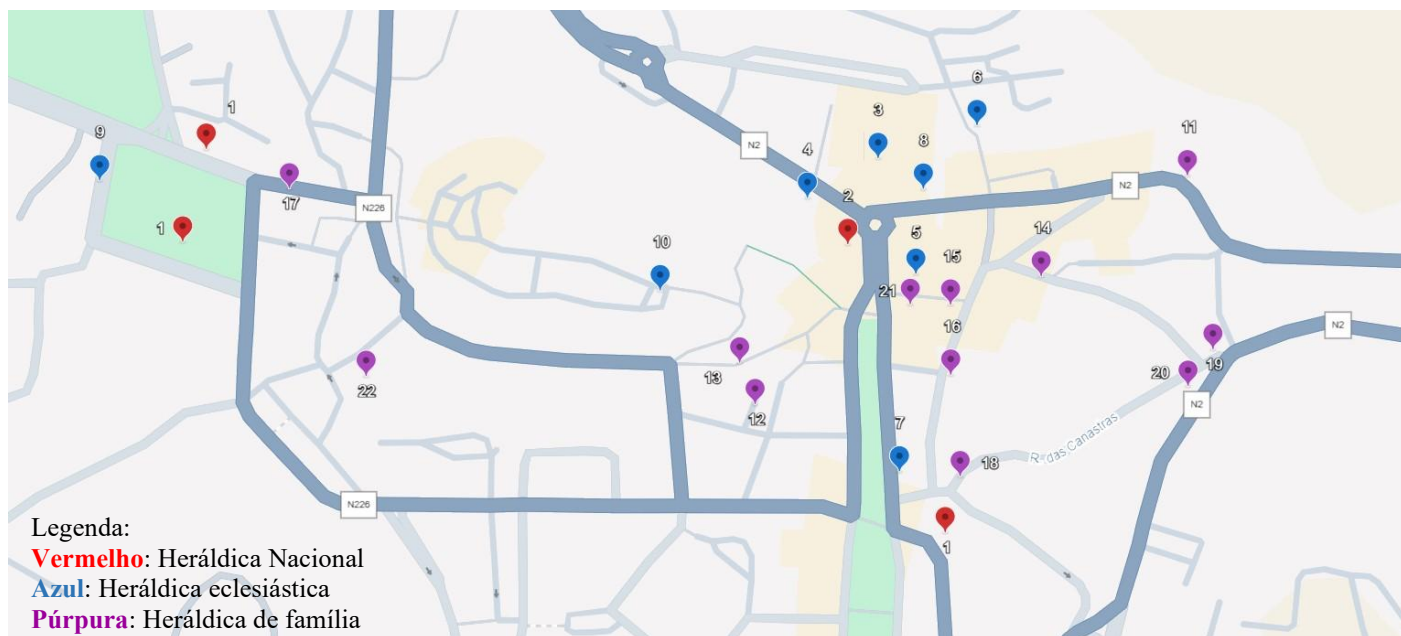 6
1
3
9
11
8
N2
4
N2
17
N226
2
1
5
14
10
15
21
N2
16
19
13
20
22
12
N2
7
R. das Canastras
18
N226
1
Legenda:
Vermelho: Heráldica Nacional
Azul: Heráldica eclesiástica
Púrpura: Heráldica de família